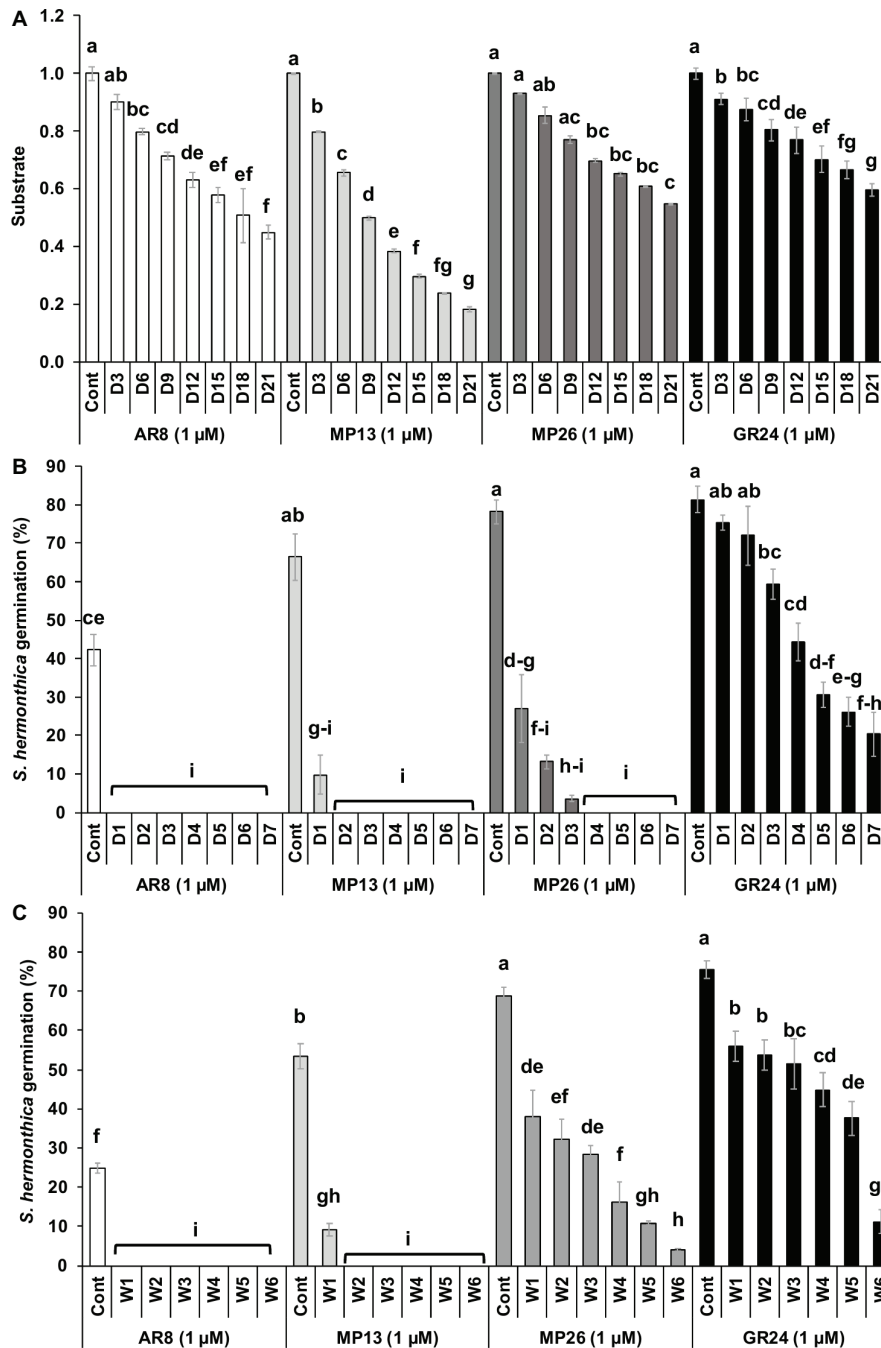 A
Substrate
1.2
1.0
0.8
0.6
0.4
0.2
0.0
a ab bc cd de ef ef f
a b c d e f fg g
a a ab ac bc bc bc c
a b bc cd de ef fg g
Cont D3 D6 D9 D12 D15 D18 D21 Cont D3 D6 D9 D12 D15 D18 D21 Cont D3 D6 D9 D12 D15 D18 D21 Cont D3 D6 D9 D12 D15 D18 D21
AR8 (1 µM) MP13 (1 µM) MP26 (1 µM) GR24 (1 µM)
B
S. hermonthica germination (%)
90
80
70
60
50
40
30
20
10
0
ce i
ab g-i i
a d-g f-i h-i i
a ab ab bc cd d-f e-g f-h
Cont D1 D2 D3 D4 D5 D6 D7 Cont D1 D2 D3 D4 D5 D6 D7 Cont D1 D2 D3 D4 D5 D6 D7 Cont D1 D2 D3 D4 D5 D6 D7
AR8 (1 µM) MP13 (1 µM) MP26 (1 µM) GR24 (1 µM)
C
S. hermonthica germination (%)
90
80
70
60
50
40
30
20
10
0
f i
b gh i
a de ef de f gh h
a b b bc cd de g
Cont W1 W2 W3 W4 W5 W6 Cont W1 W2 W3 W4 W5 W6 Cont W1 W2 W3 W4 W5 W6 Cont W1 W2 W3 W4 W5 W6
AR8 (1 µM) MP13 (1 µM) MP26 (1 µM) GR24 (1 µM)